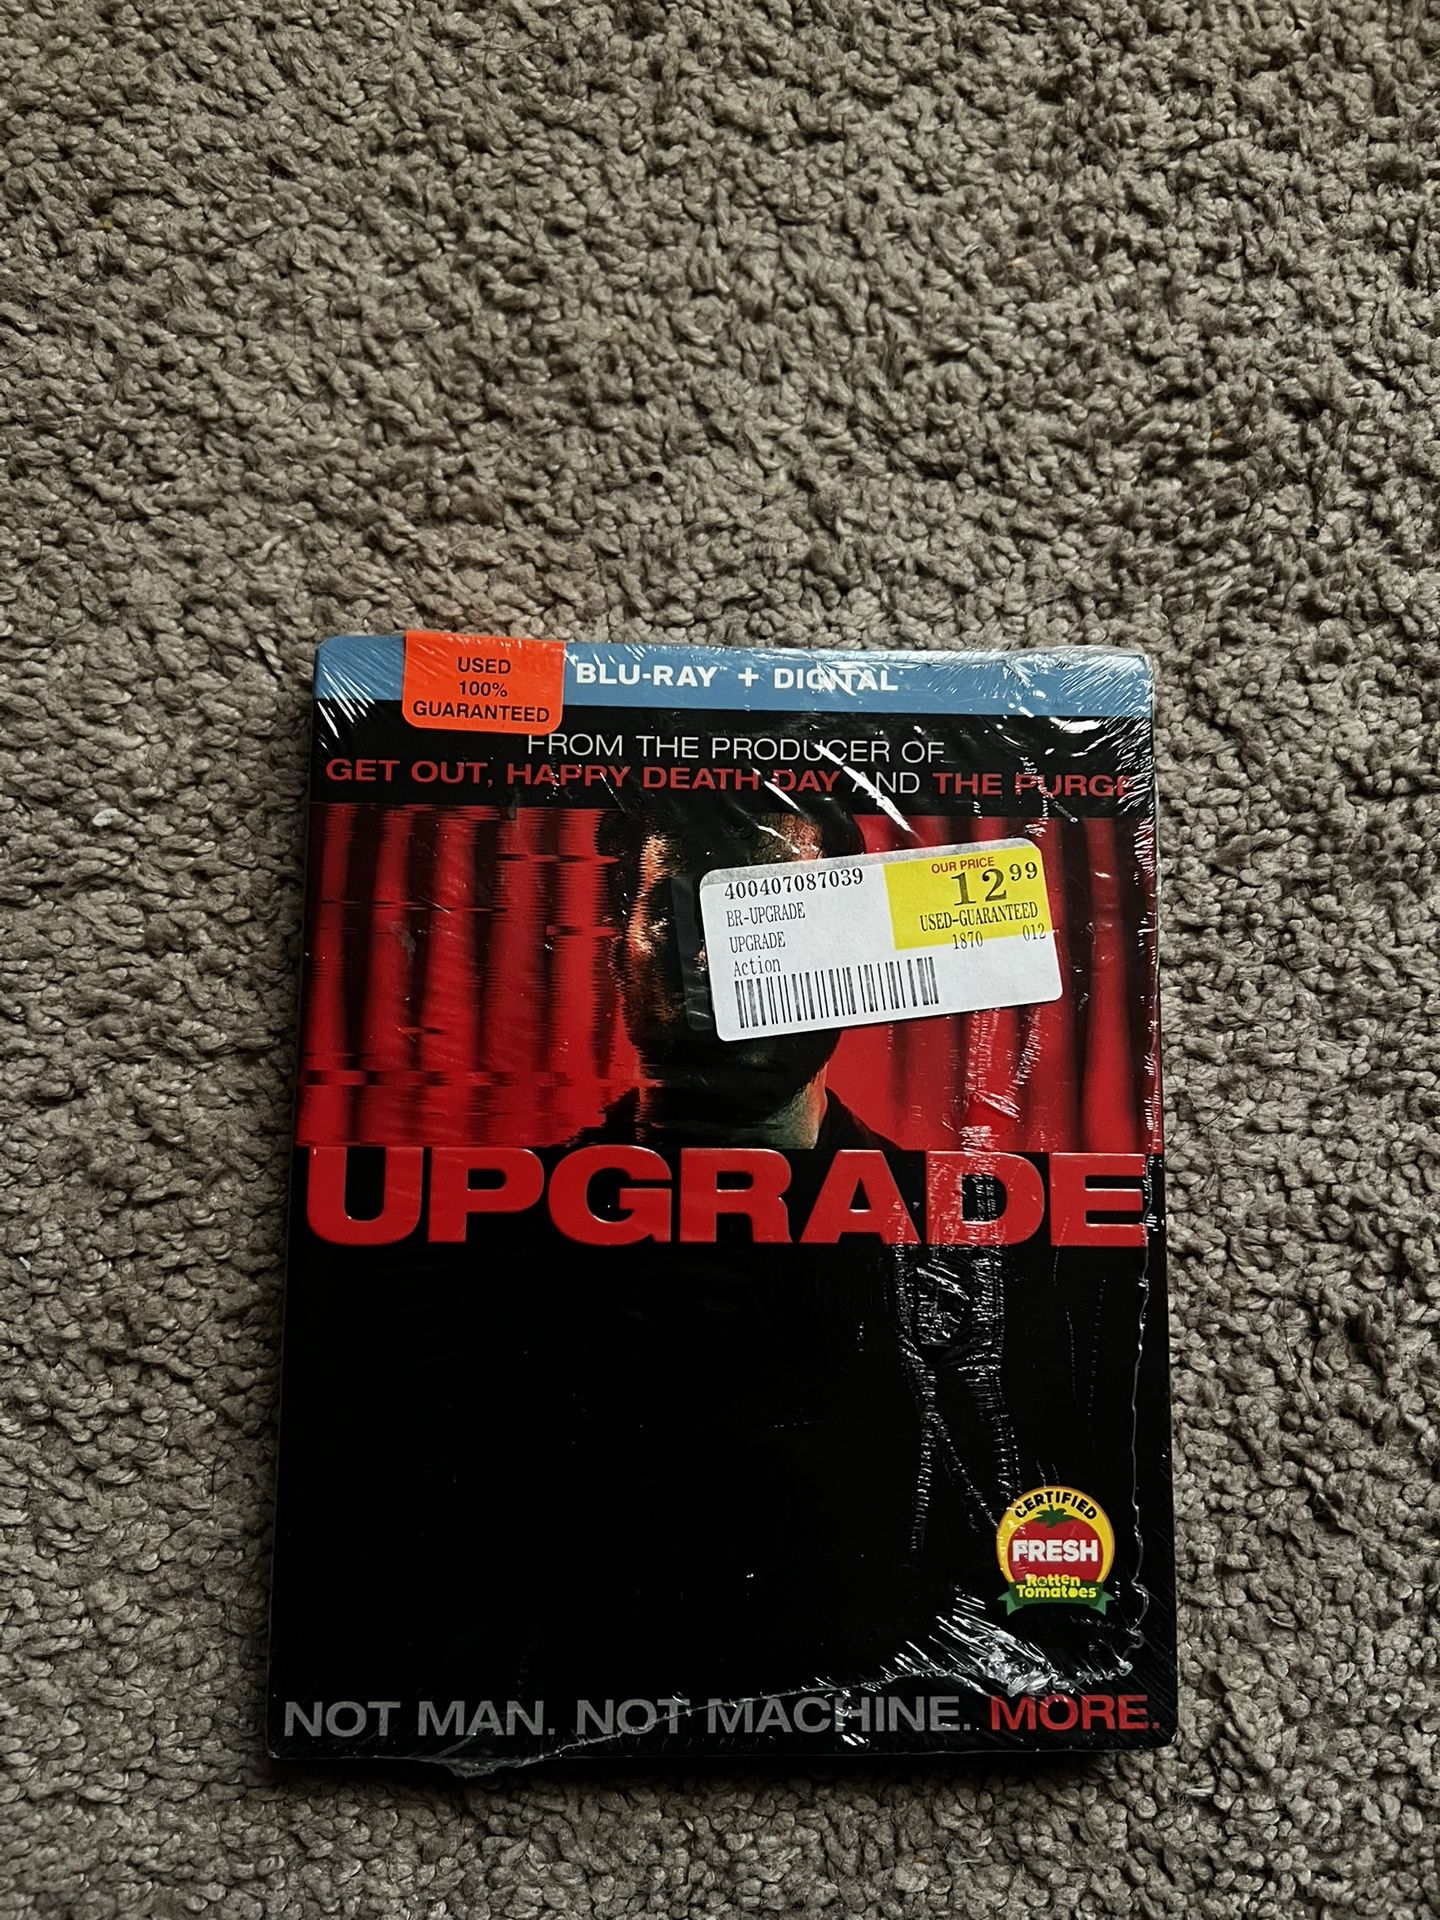 USED
100%
GUARANTEED
BLU-RAY™ + DIGITAL
FROM THE PRODUCER OF
GET OUT, HAPPY DEATH DAY AND THE PURGE
400407087039
BR-UPGRADE
UPGRADE
Action
OUR PRICE
12 99
USED-GUARANTEED
1870 012
UPGRADE
CERTIFIED
FRESH
Rotten
Tomatoes
NOT MAN. NOT MACHINE. MORE.